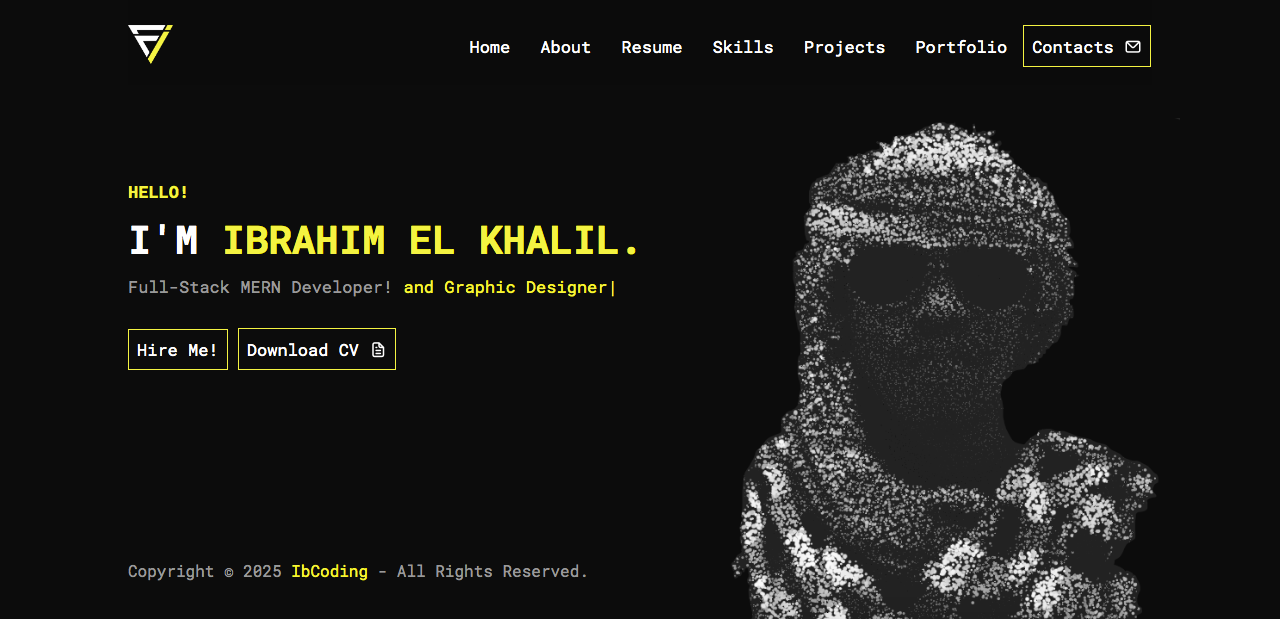 Home About Resume Skills Projects Portfolio Contacts
HELLO!
I'M IBRAHIM EL KHALIL.
Full-Stack MERN Developer! and Graphic Designer|
Hire Me! Download CV
Copyright © 2025 IbCoding - All Rights Reserved.